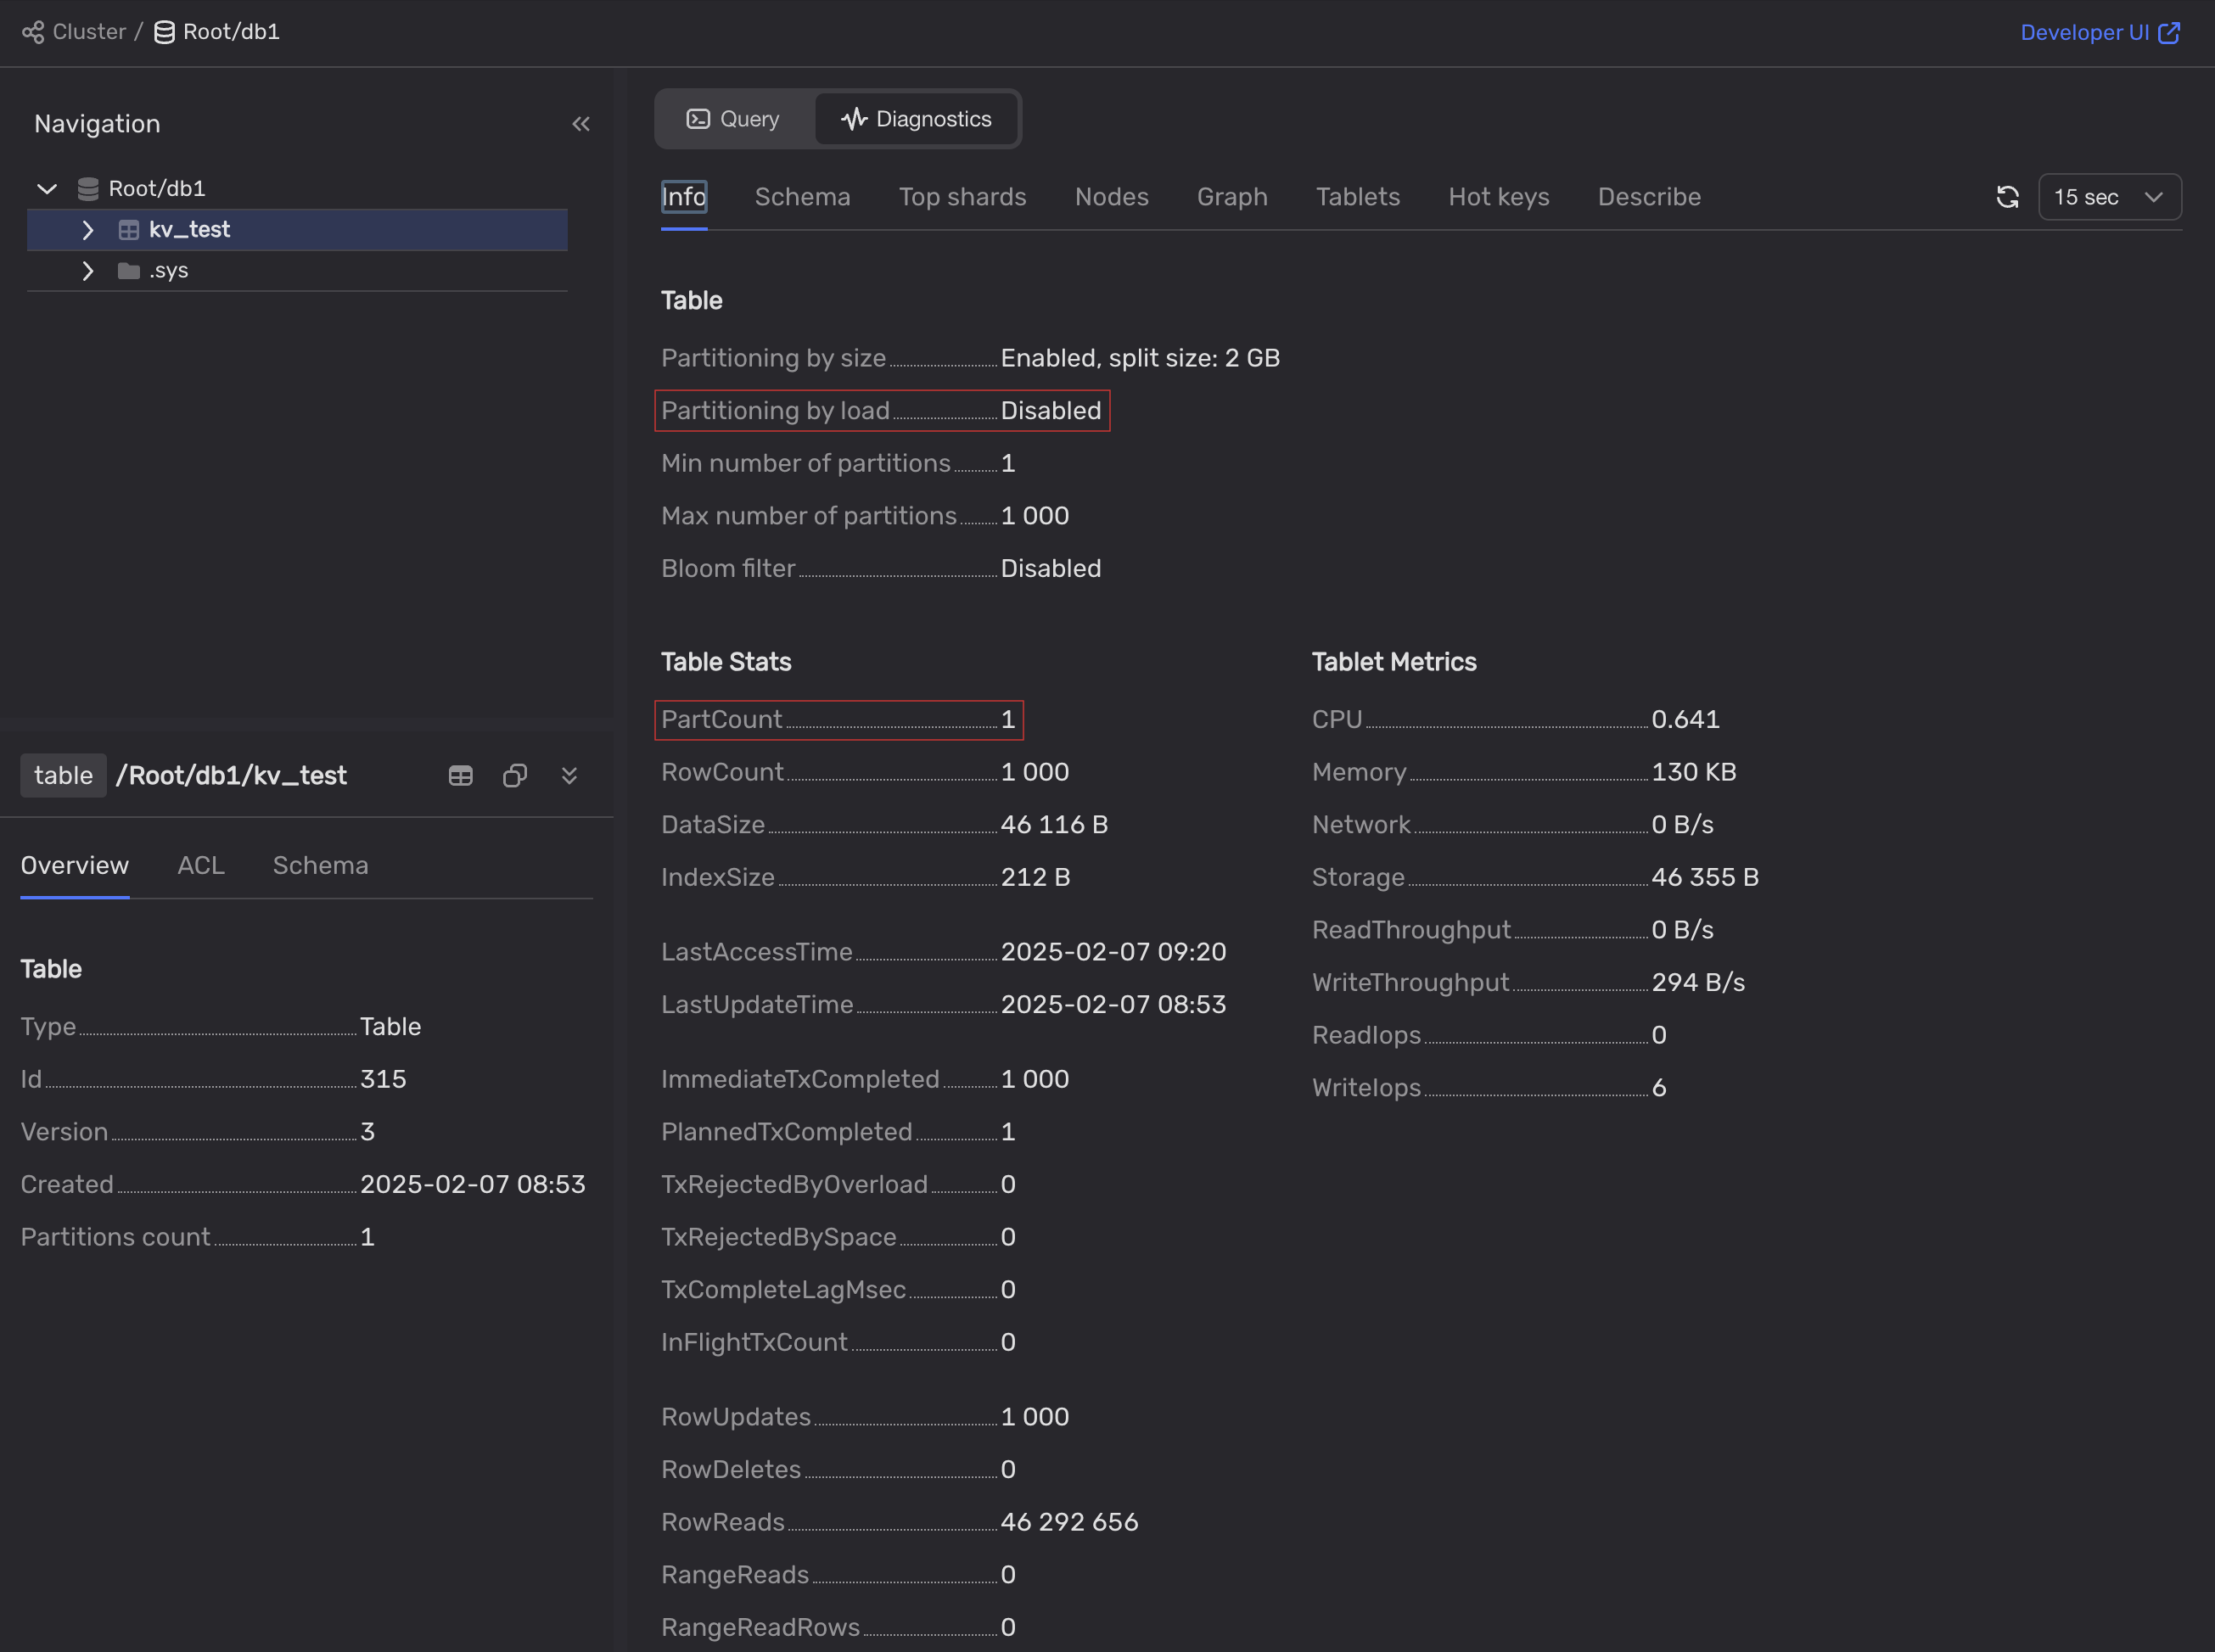 Cluster / Root/db1
Developer UI
Navigation
Root/db1
kv_test
.sys
table /Root/db1/kv_test
Overview ACL Schema
Table
Type Table
Id 315
Version 3
Created 2025-02-07 08:53
Partitions count 1
Query Diagnostics
Info Schema Top shards Nodes Graph Tablets Hot keys Describe
15 sec
Table
Partitioning by size Enabled, split size: 2 GB
Partitioning by load Disabled
Min number of partitions 1
Max number of partitions 1 000
Bloom filter Disabled
Table Stats
PartCount 1
RowCount 1 000
DataSize 46 116 B
IndexSize 212 B
LastAccessTime 2025-02-07 09:20
LastUpdateTime 2025-02-07 08:53
ImmediateTxCompleted 1 000
PlannedTxCompleted 1
TxRejectedByOverload 0
TxRejectedBySpace 0
TxCompleteLagMsec 0
InFlightTxCount 0
RowUpdates 1 000
RowDeletes 0
RowReads 46 292 656
RangeReads 0
RangeReadRows 0
Tablet Metrics
CPU 0.641
Memory 130 KB
Network 0 B/s
Storage 46 355 B
ReadThroughput 0 B/s
WriteThroughput 294 B/s
ReadIops 0
WriteIops 6